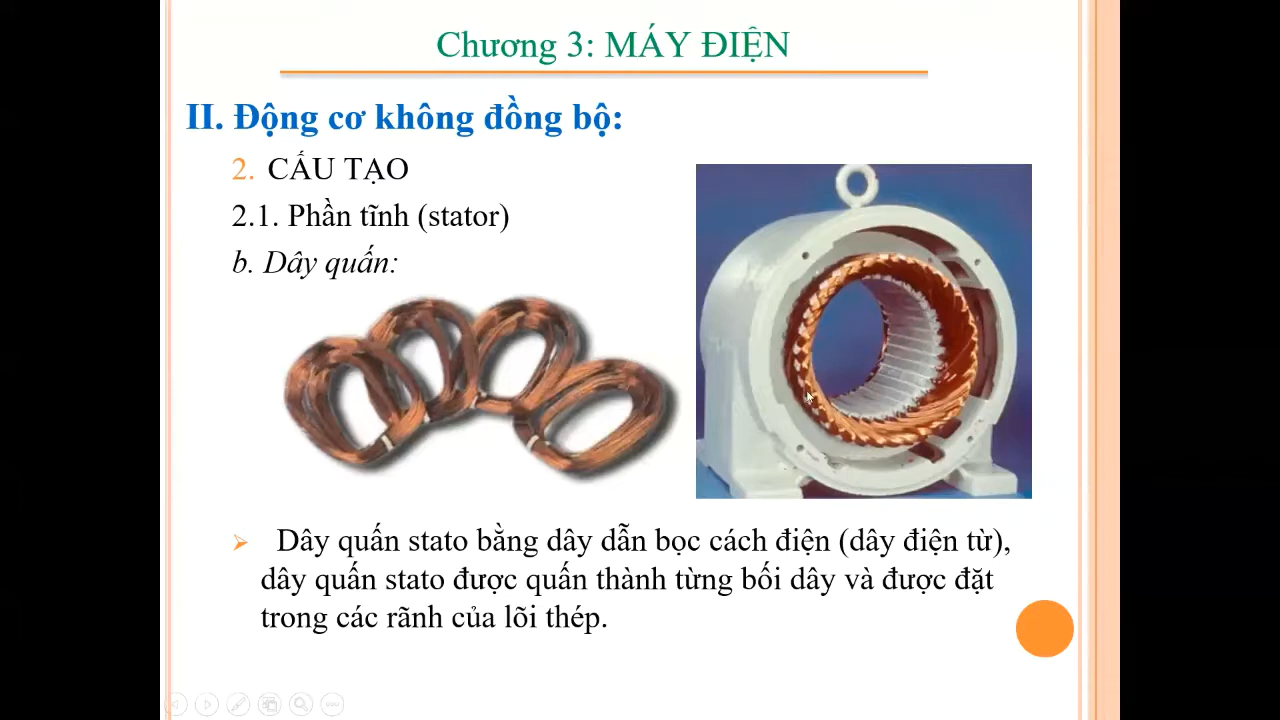 Chương 3: MÁY ĐIỆN
II. Động cơ không đồng bộ:
2. CẤU TẠO
2.1. Phần tĩnh (stator)
b. Dây quấn:
Dây quấn stato bằng dây dẫn bọc cách điện (dây điện từ),
dây quấn stato được quấn thành từng bối dây và được đặt
trong các rãnh của lõi thép.